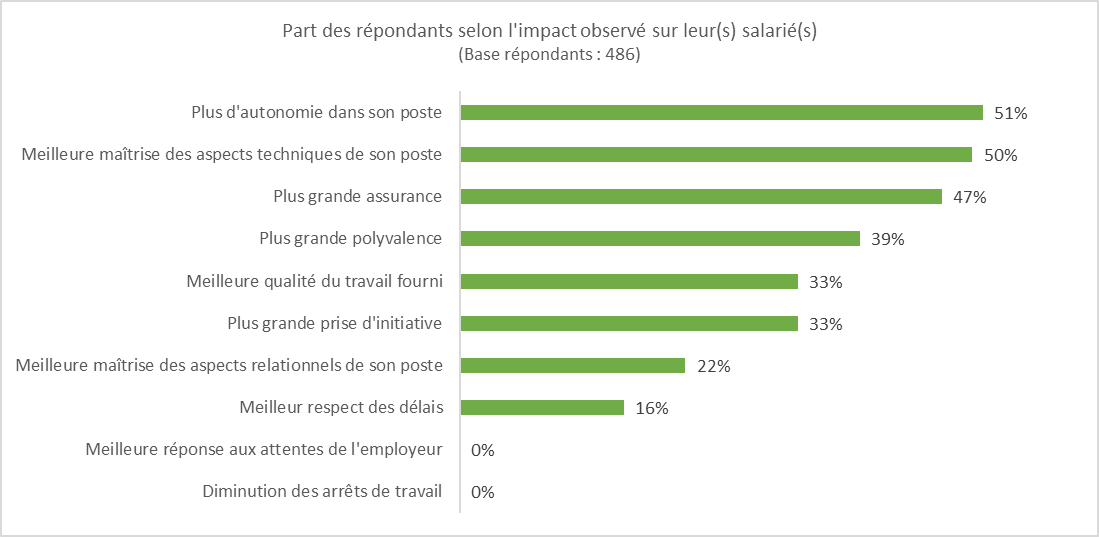 Part des répondants selon l'impact observé sur leur(s) salarié(s)
(Base répondants : 486)
Plus d'autonomie dans son poste 51%
Meilleure maîtrise des aspects techniques de son poste 50%
Plus grande assurance 47%
Plus grande polyvalence 39%
Meilleure qualité du travail fourni 33%
Plus grande prise d'initiative 33%
Meilleure maîtrise des aspects relationnels de son poste 22%
Meilleur respect des délais 16%
Meilleure réponse aux attentes de l'employeur 0%
Diminution des arrêts de travail 0%